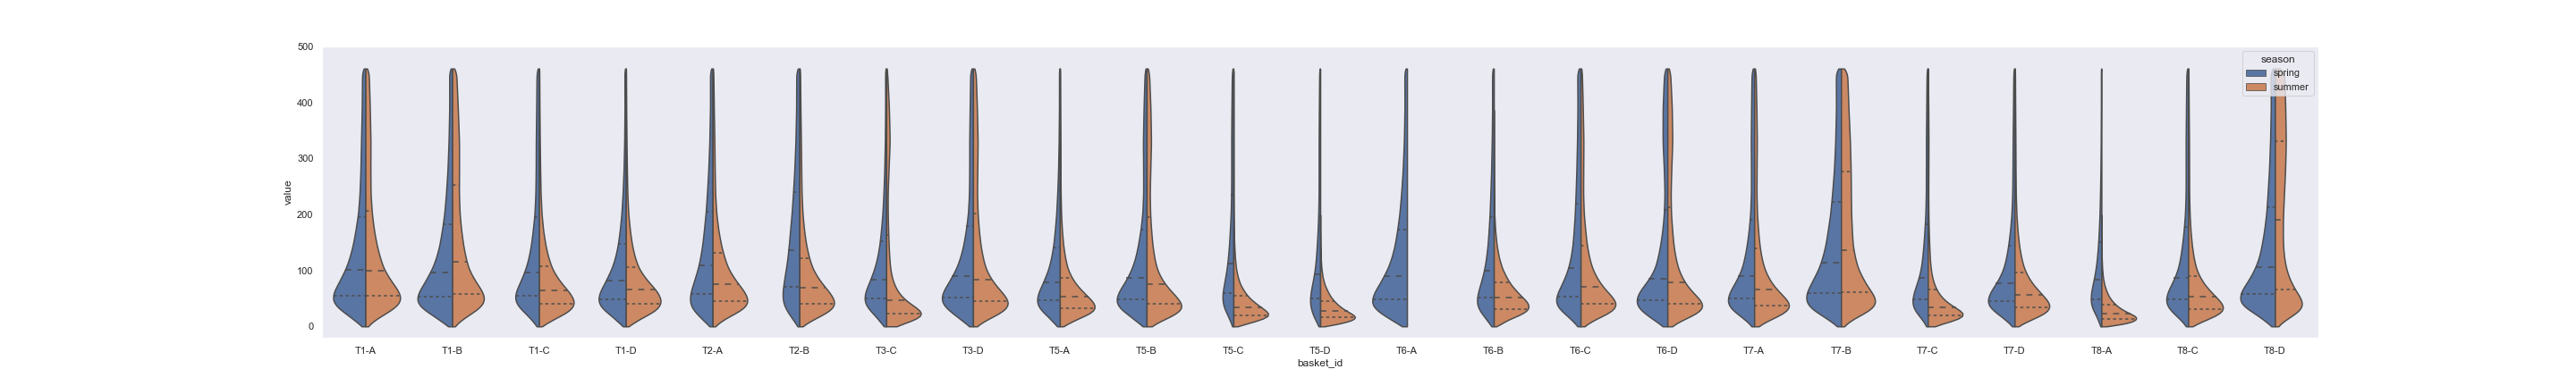 500
400
300
200
100
0
value
season
spring
summer
T1-A T1-B T1-C T1-D T2-A T2-B T3-C T3-D T5-A T5-B T5-C T5-D T6-A T6-B T6-C T6-D T7-A T7-B T7-C T7-D T8-A T8-C T8-D
basket_id